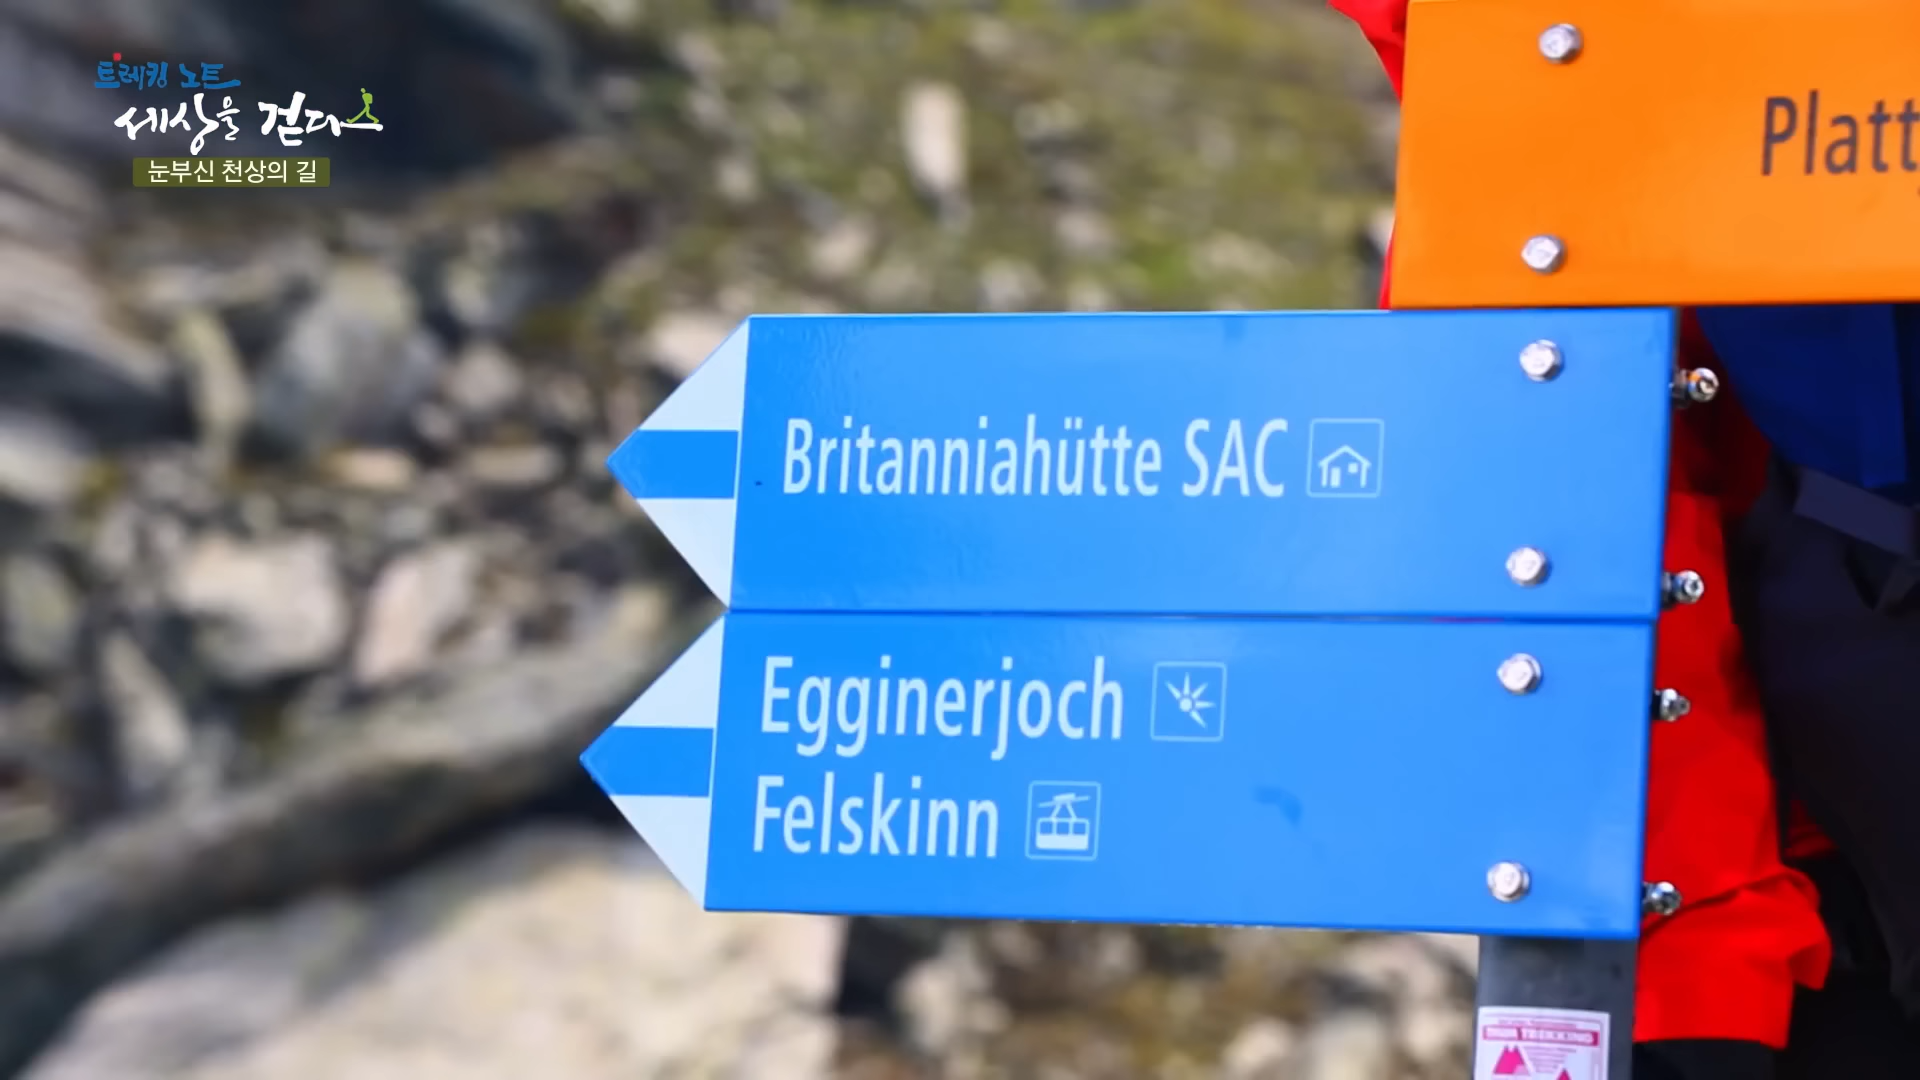 트레킹 노트
세상을 걷다
눈부신 천상의 길
Platt
Britanniahütte SAC
Egginerjoch
Felskinn
TREKKING